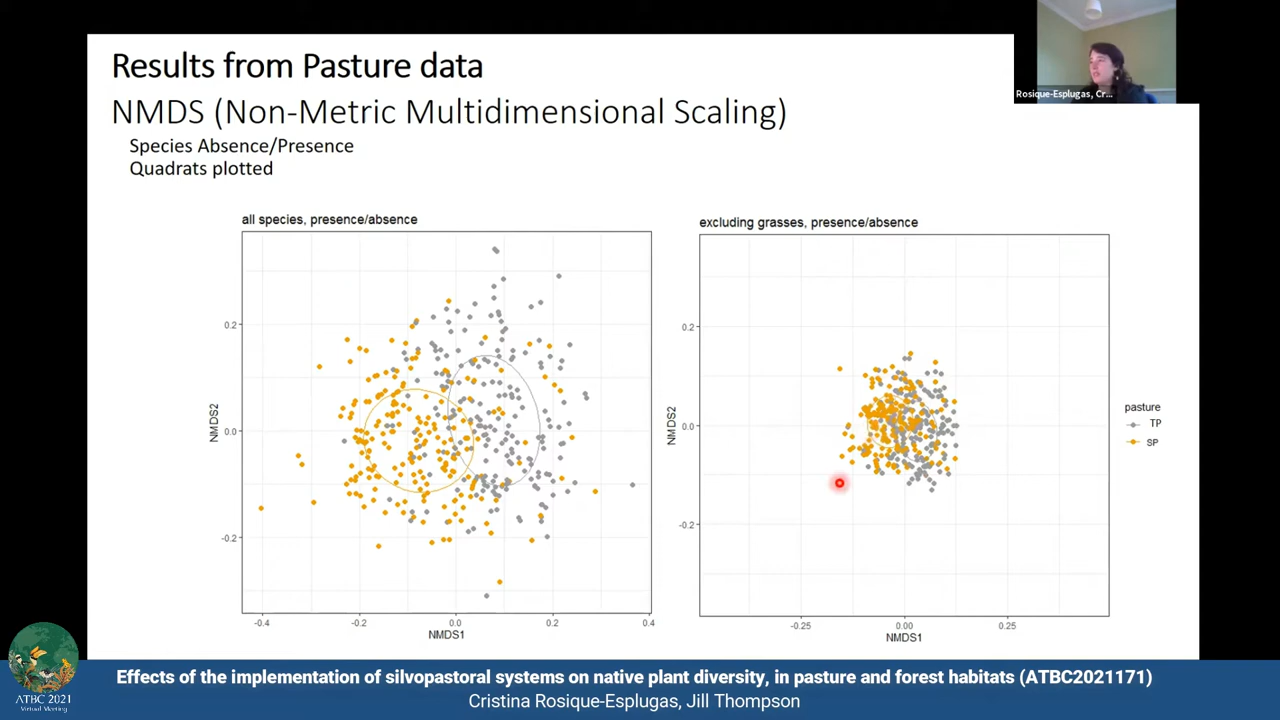 Results from Pasture data
NMDS (Non-Metric Multidimensional Scaling)
Species Absence/Presence
Quadrats plotted
Rosique-Esplugas, Cr...
all species, presence/absence
0.2
0.0
-0.2
NMDS2
-0.4 -0.2 0.0 0.2 0.4
NMDS1
excluding grasses, presence/absence
0.2
0.0
-0.2
NMDS2
-0.25 0.00 0.25
NMDS1
pasture
TP
SP
ATBC 2021
Virtual Meeting
Effects of the implementation of silvopastoral systems on native plant diversity, in pasture and forest habitats (ATBC2021171)
Cristina Rosique-Esplugas, Jill Thompson